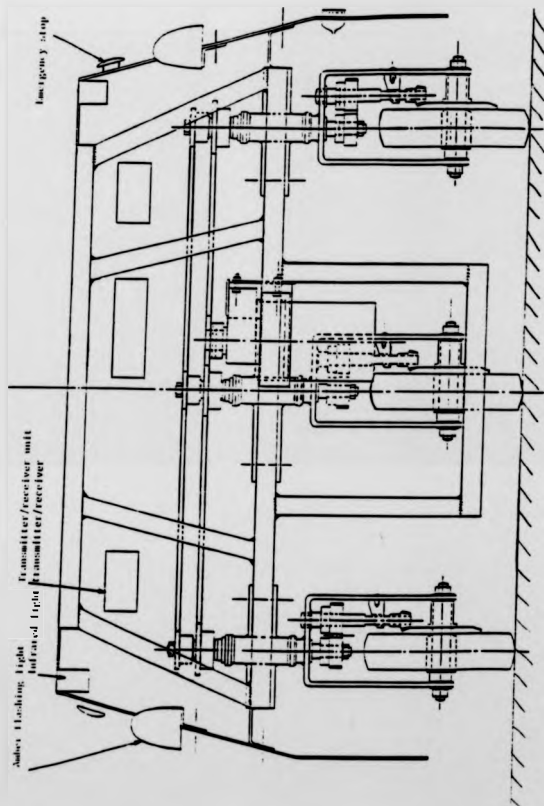 Amber flashing light
Infrared light transmitter/receiver
Transmitter/receiver unit
Emergency stop